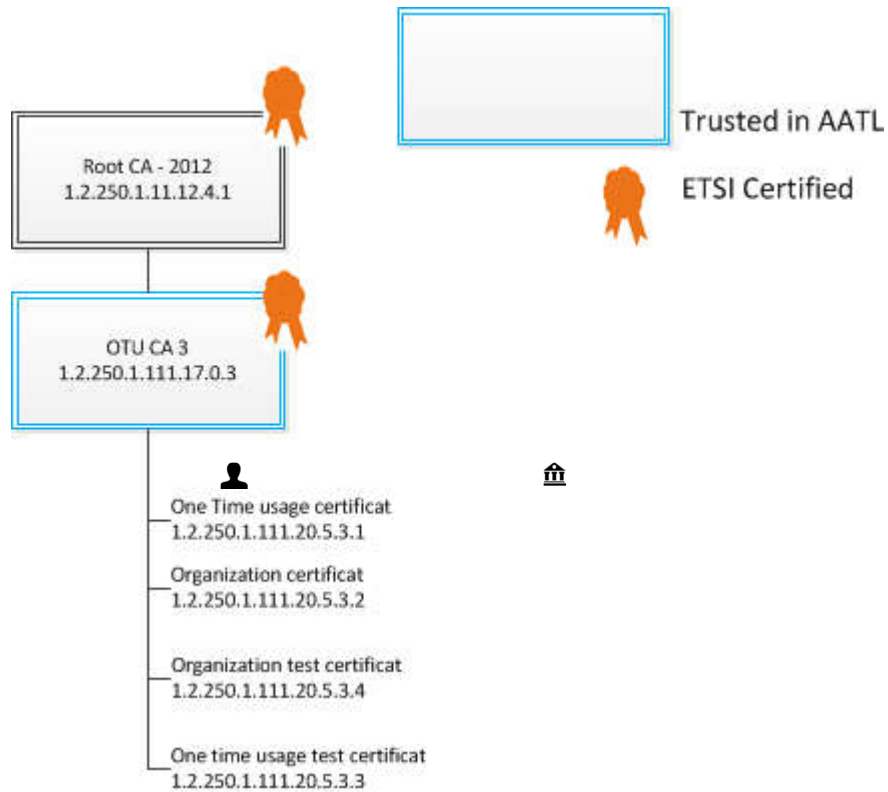 Trusted in AATL
Root CA - 2012
1.2.250.1.11.12.4.1
ETSI Certified
OTU CA 3
1.2.250.1.111.17.0.3
One Time usage certificat
1.2.250.1.111.20.5.3.1
Organization certificat
1.2.250.1.111.20.5.3.2
Organization test certificat
1.2.250.1.111.20.5.3.4
One time usage test certificat
1.2.250.1.111.20.5.3.3